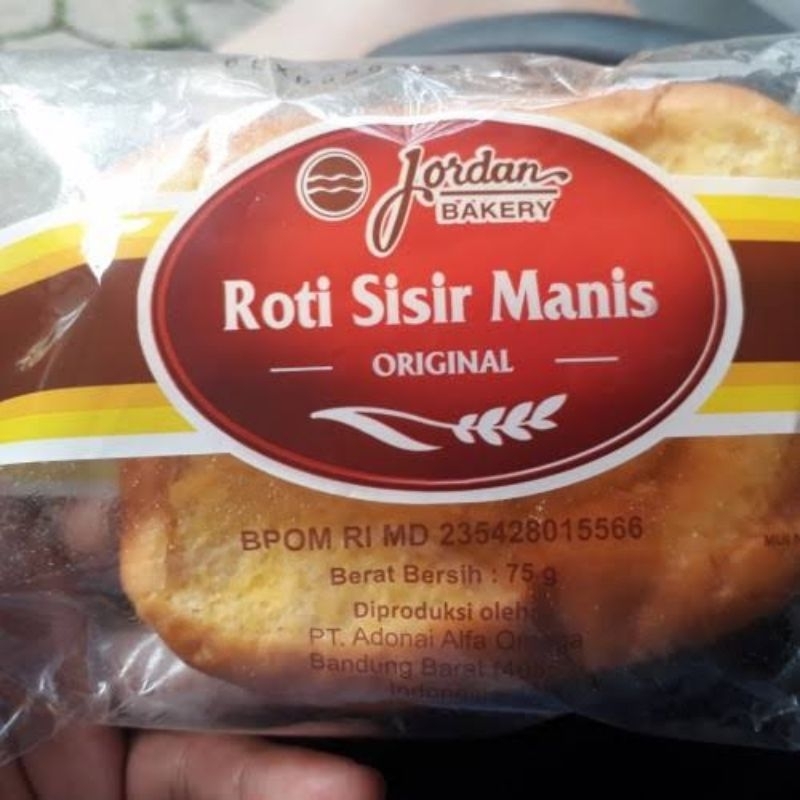 Jordan
BAKERY
Roti Sisir Manis
ORIGINAL
BPOM RI MD 235428015566
Berat Bersih : 75 g
Diproduksi oleh
PT. Adonai Alfa
Bandung Barat